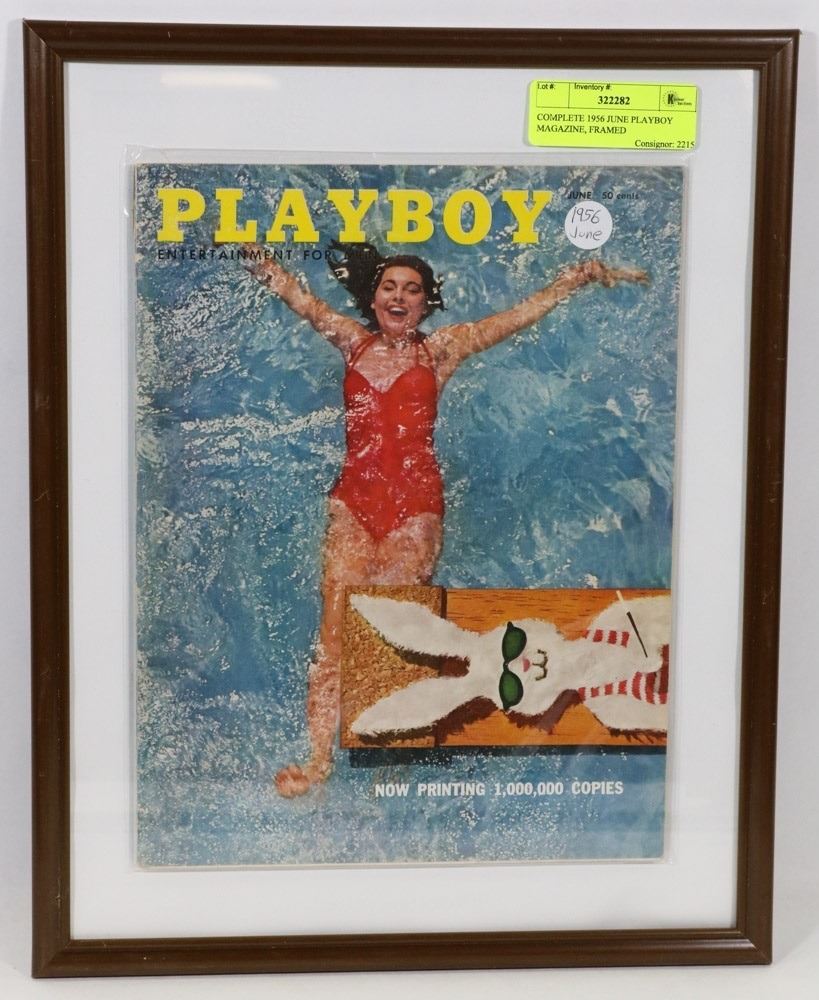 Lot #:
Inventory #:
322282
COMPLETE 1956 JUNE PLAYBOY
MAGAZINE, FRAMED
Consignor: 2215
PLAYBOY
JUNE 50 cents
1956
June
ENTERTAINMENT FOR MEN
NOW PRINTING 1,000,000 COPIES